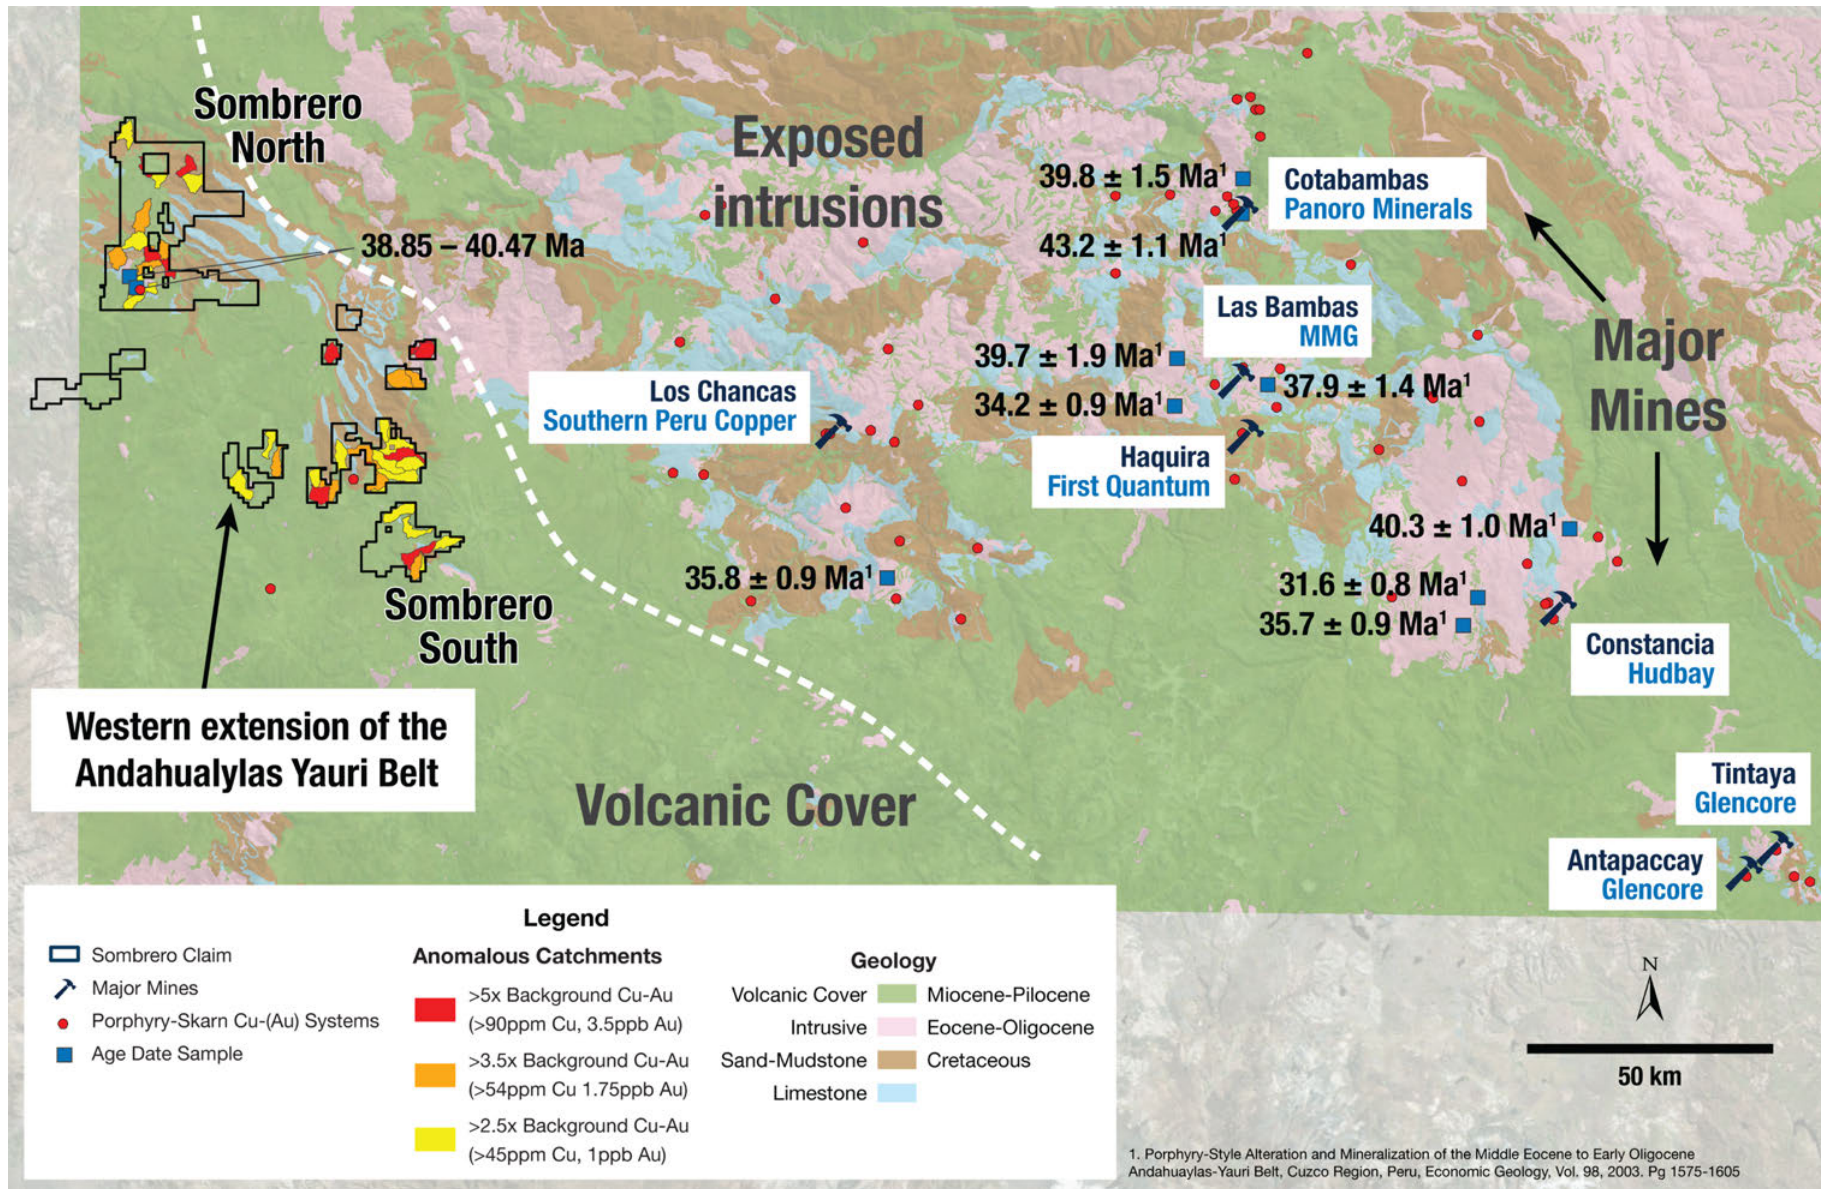 Sombrero
North
Exposed
intrusions
38.85 – 40.47 Ma
39.8 ± 1.5 Ma¹
Cotabambas
Panoro Minerals
43.2 ± 1.1 Ma¹
Las Bambas
MMG
Major
Mines
39.7 ± 1.9 Ma¹
37.9 ± 1.4 Ma¹
34.2 ± 0.9 Ma¹
Los Chancas
Southern Peru Copper
Haquira
First Quantum
40.3 ± 1.0 Ma¹
35.8 ± 0.9 Ma¹
31.6 ± 0.8 Ma¹
35.7 ± 0.9 Ma¹
Sombrero
South
Constancia
Hudbay
Western extension of the
Andahualylas Yauri Belt
Volcanic Cover
Tintaya
Glencore
Antapaccay
Glencore
Legend
Sombrero Claim
Major Mines
Porphyry-Skarn Cu-(Au) Systems
Age Date Sample
Anomalous Catchments
>5x Background Cu-Au
(>90ppm Cu, 3.5ppb Au)
>3.5x Background Cu-Au
(>54ppm Cu 1.75ppb Au)
>2.5x Background Cu-Au
(>45ppm Cu, 1ppb Au)
Geology
Volcanic Cover Miocene-Pilocene
Intrusive Eocene-Oligocene
Sand-Mudstone Cretaceous
Limestone
N
50 km
1. Porphyry-Style Alteration and Mineralization of the Middle Eocene to Early Oligocene
Andahuaylas-Yauri Belt, Cuzco Region, Peru, Economic Geology, Vol. 98, 2003. Pg 1575-1605